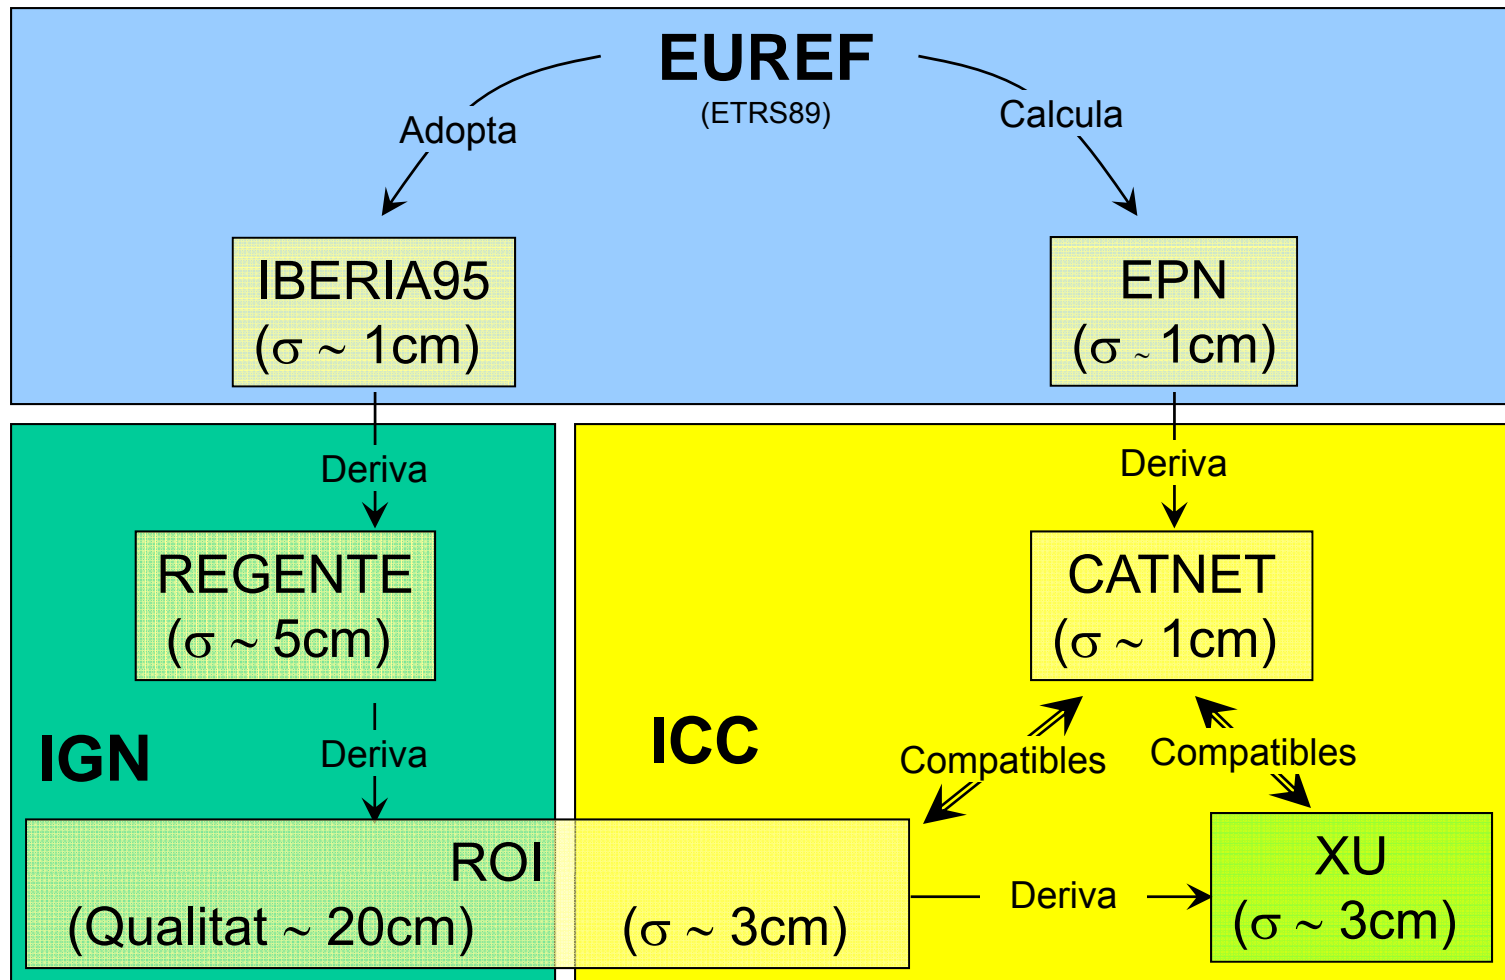 EUREF
(ETRS89)
Adopta
Calcula
IBERIA95
(σ ~ 1cm)
EPN
(σ ~ 1cm)
Deriva
Deriva
REGENTE
(σ ~ 5cm)
CATNET
(σ ~ 1cm)
IGN
Deriva
ICC
Compatibles
Compatibles
ROI
(Qualitat ~ 20cm)
(σ ~ 3cm)
Deriva
XU
(σ ~ 3cm)